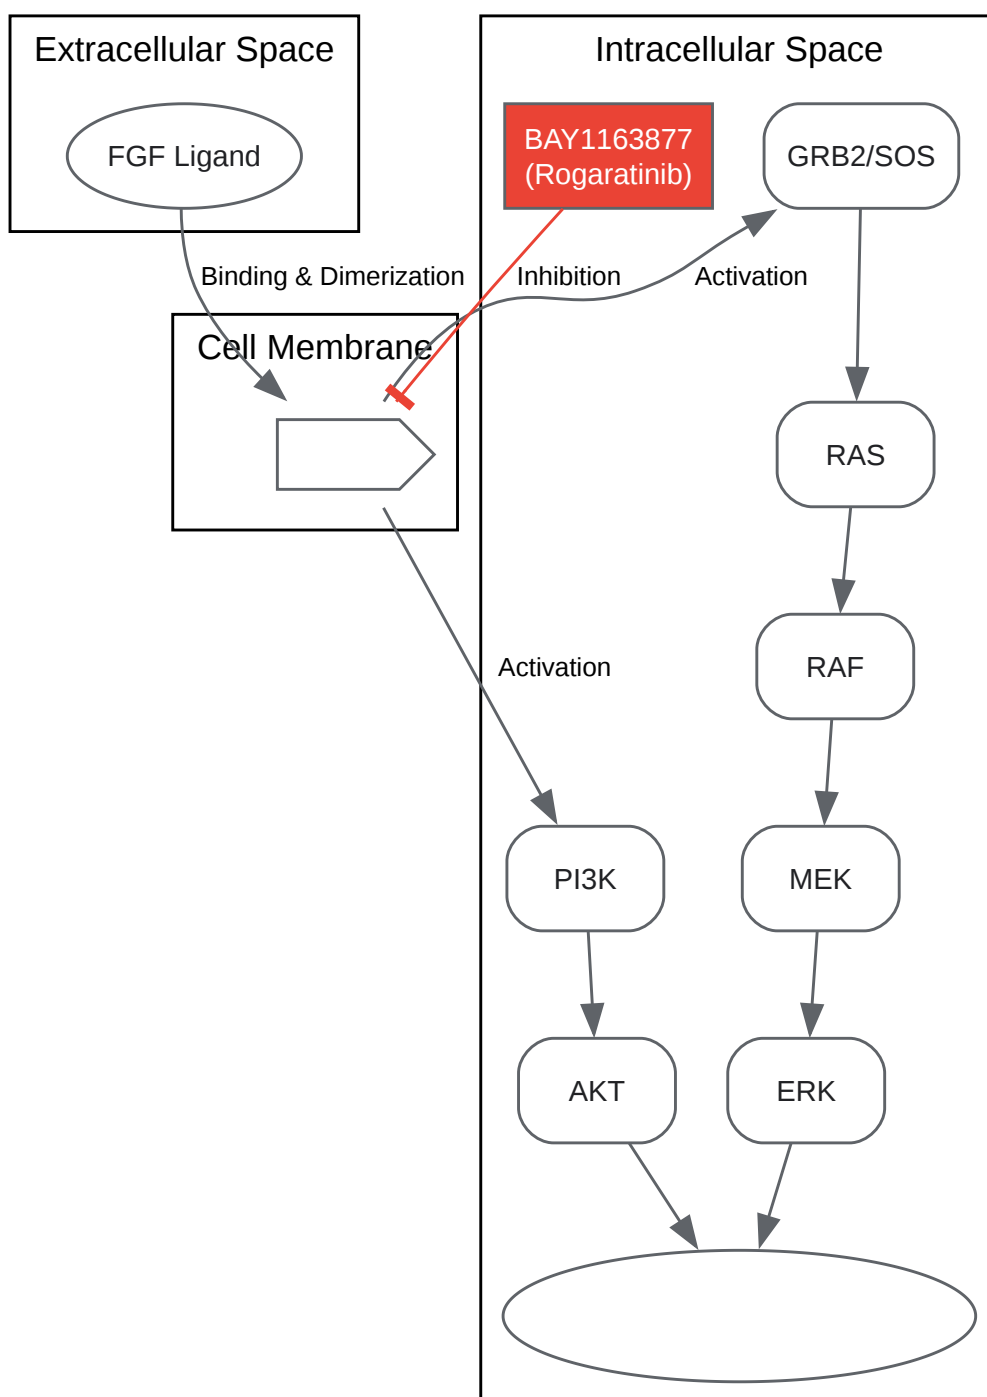 Extracellular Space
Intracellular Space
FGF Ligand
BAY1163877
(Rogaratinib)
GRB2/SOS
Binding & Dimerization
Inhibition
Activation
Cell Membrane
RAS
Activation
RAF
PI3K
MEK
AKT
ERK